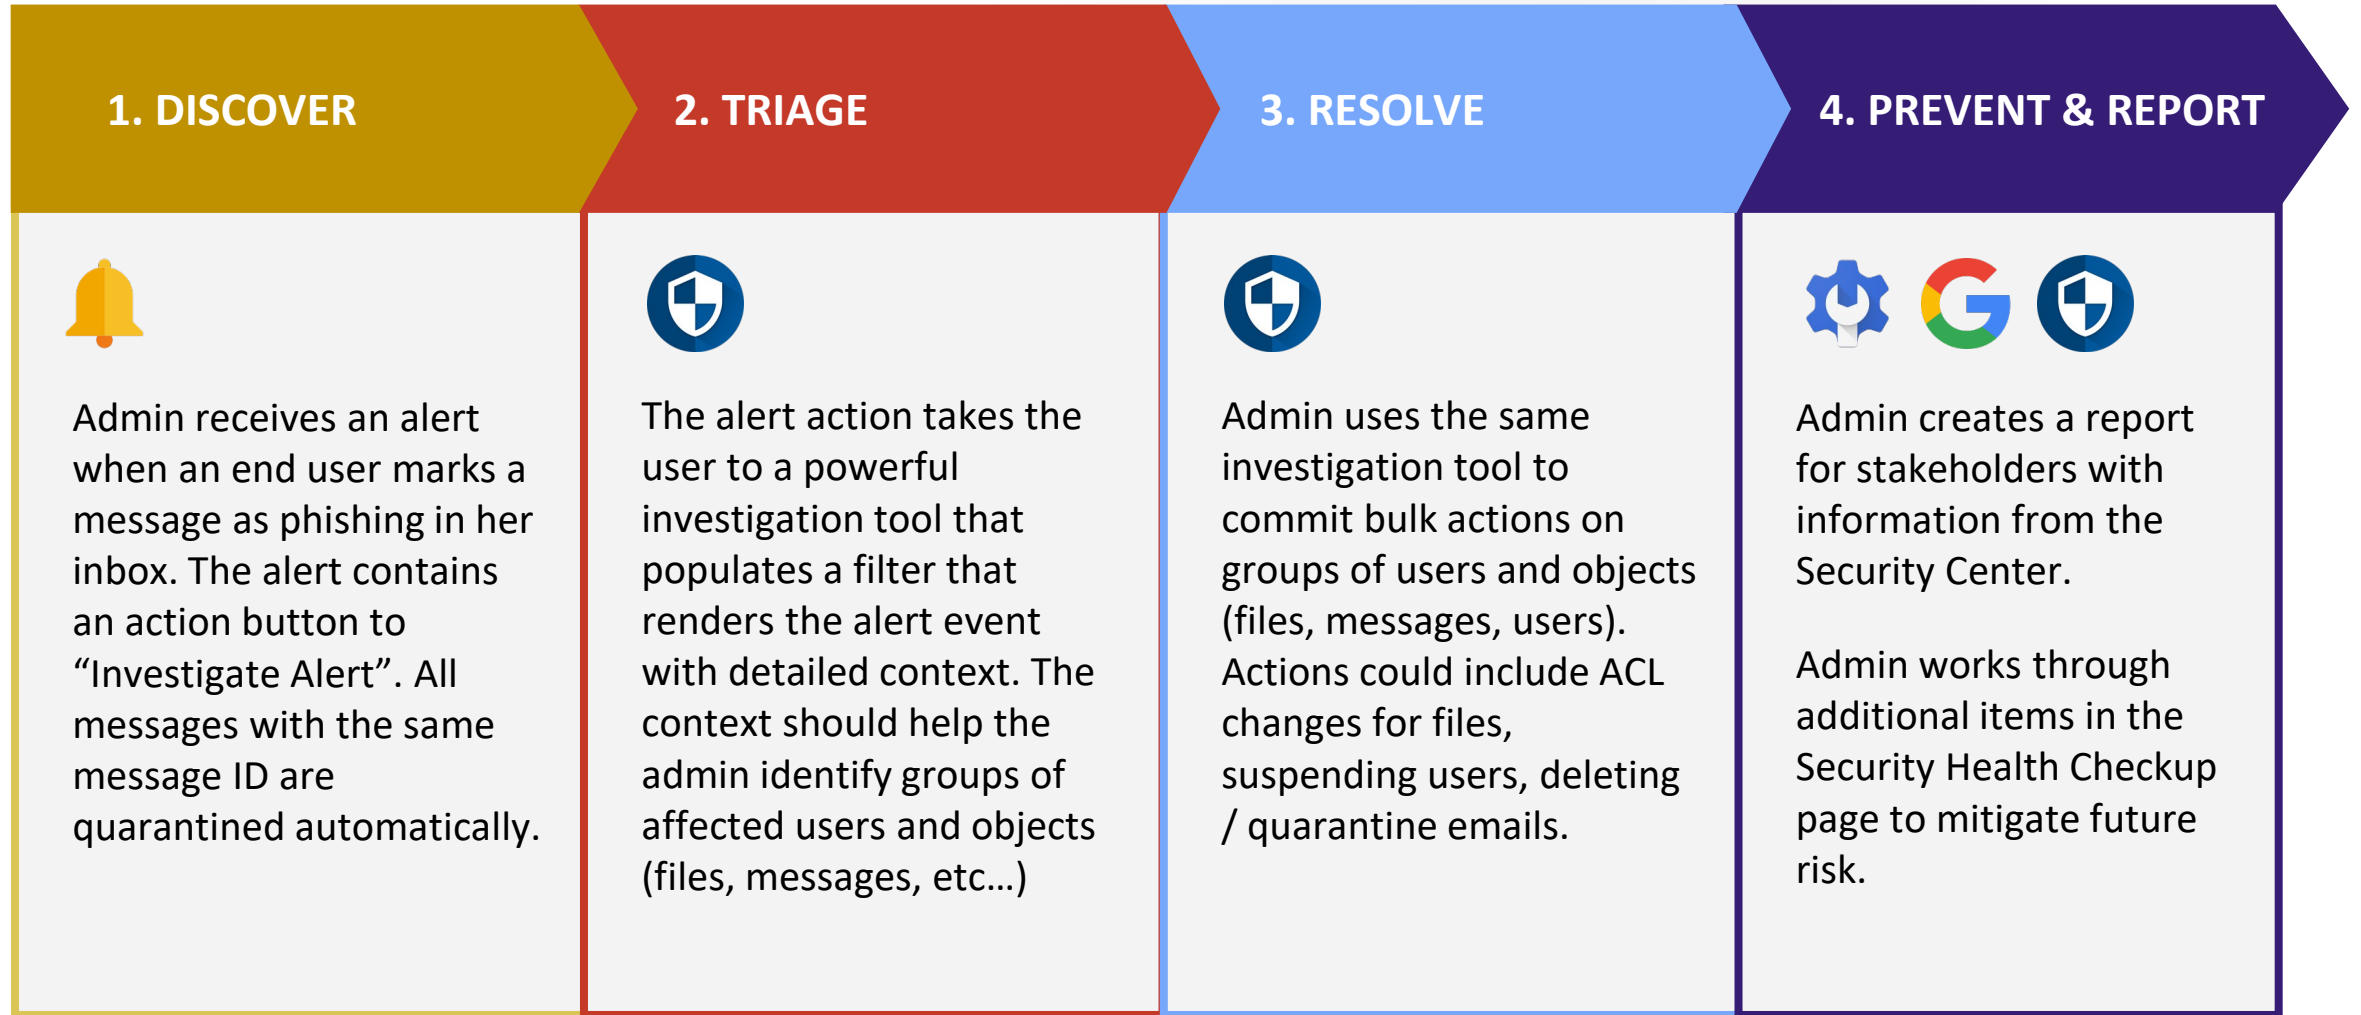 1. DISCOVER
2. TRIAGE
3. RESOLVE
4. PREVENT & REPORT
Admin receives an alert
when an end user marks a
message as phishing in her
inbox. The alert contains
an action button to
“Investigate Alert”. All
messages with the same
message ID are
quarantined automatically.
The alert action takes the
user to a powerful
investigation tool that
populates a filter that
renders the alert event
with detailed context. The
context should help the
admin identify groups of
affected users and objects
(files, messages, etc…)
Admin uses the same
investigation tool to
commit bulk actions on
groups of users and objects
(files, messages, users).
Actions could include ACL
changes for files,
suspending users, deleting
/ quarantine emails.
Admin creates a report
for stakeholders with
information from the
Security Center.
Admin works through
additional items in the
Security Health Checkup
page to mitigate future
risk.